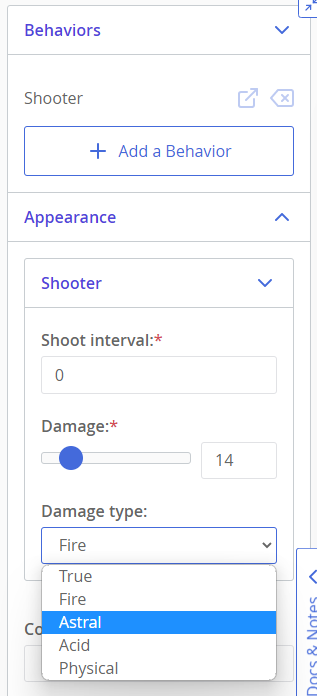 Behaviors
Shooter
Add a Behavior
Appearance
Shooter
Shoot interval:*
0
Damage:*
14
Damage type:
Fire
True
Fire
Astral
Acid
Physical
Co
Docs & Notes